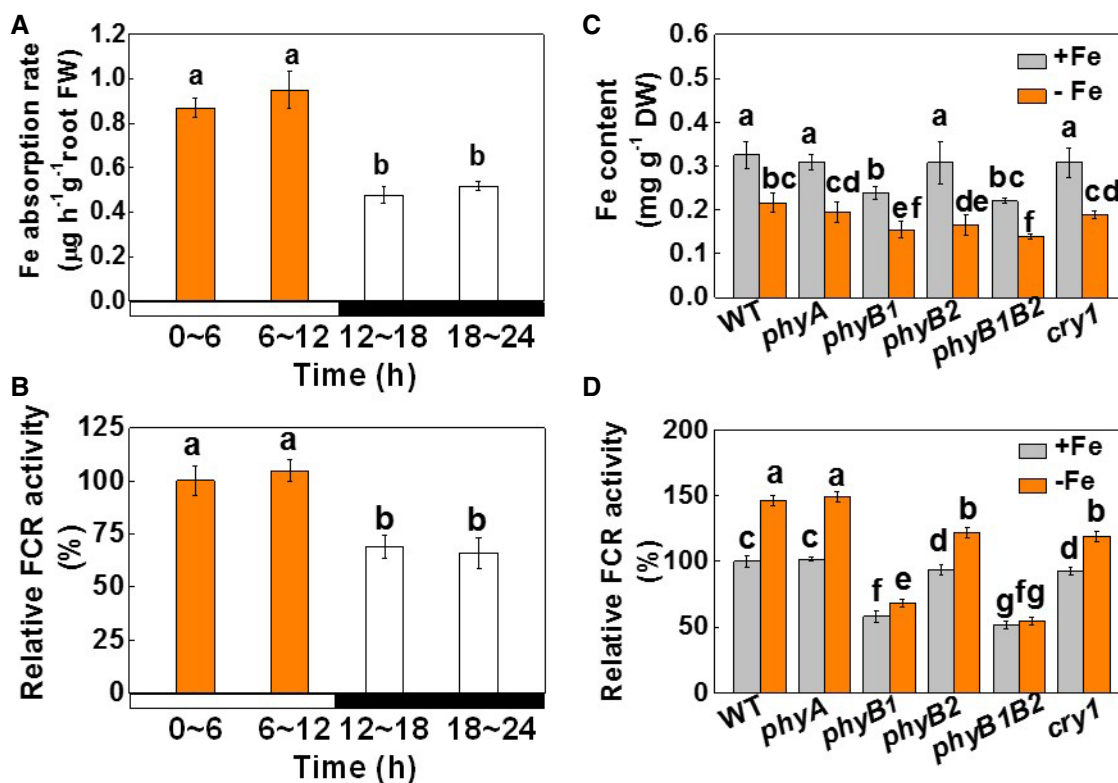 A
Fe absorption rate
(µg h⁻¹g⁻¹root FW)
1.2
1.0
0.8
0.6
0.4
0.2
0.0
a
a
b
b
0~6
6~12
12~18
18~24
Time (h)
B
Relative FCR activity
(%)
125
100
75
50
25
0
a
a
b
b
0~6
6~12
12~18
18~24
Time (h)
C
Fe content
(mg g⁻¹ DW)
0.6
0.5
0.4
0.3
0.2
0.1
0.0
+Fe
- Fe
a
bc
a
cd
b
ef
a
de
bc
f
a
cd
WT
phyA
phyB1
phyB2
phyB1B2
cry1
D
Relative FCR activity
(%)
200
150
100
50
0
+Fe
-Fe
c
a
c
a
f
e
d
b
g
fg
d
b
WT
phyA
phyB1
phyB2
phyB1B2
cry1